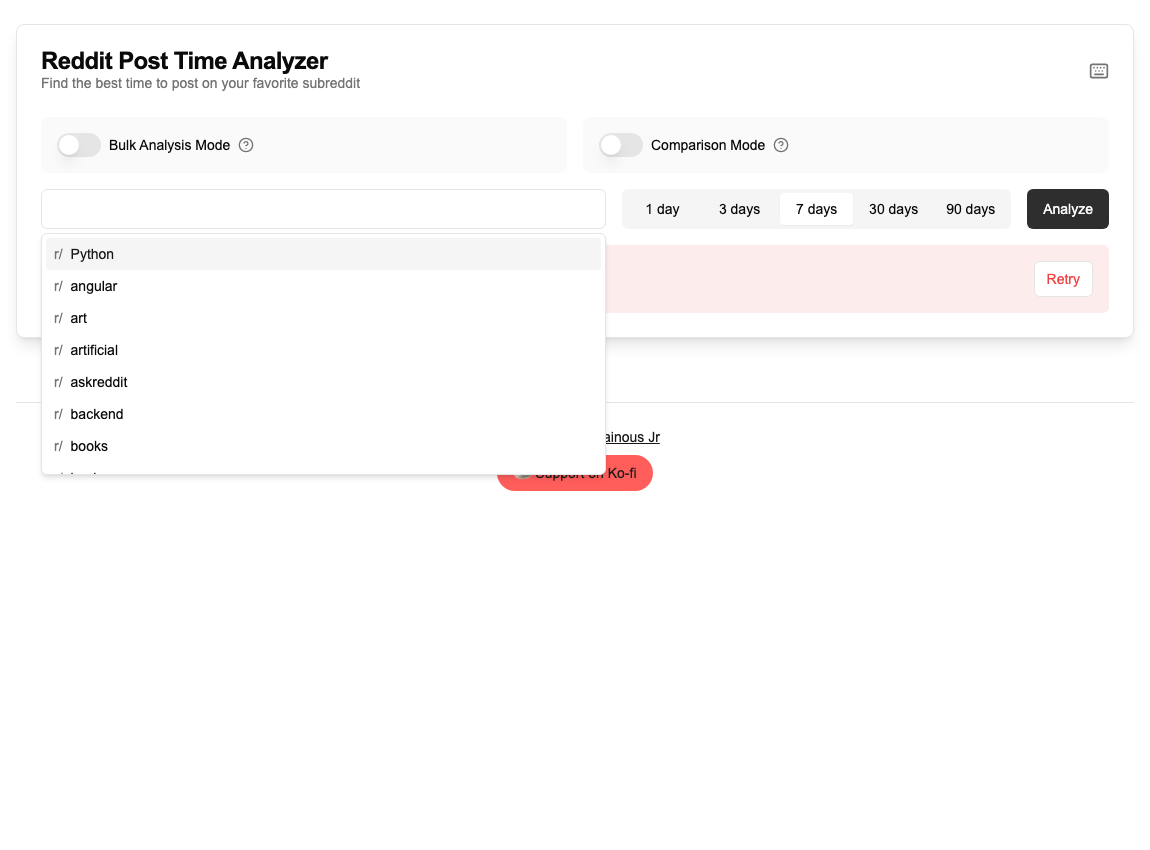 Reddit Post Time Analyzer
Find the best time to post on your favorite subreddit
Bulk Analysis Mode
Comparison Mode
1 day 3 days 7 days 30 days 90 days Analyze
r/ Python
r/ angular
Retry
r/ art
r/ artificial
r/ askreddit
r/ backend
ainous Jr
r/ books
Support on Ko-fi